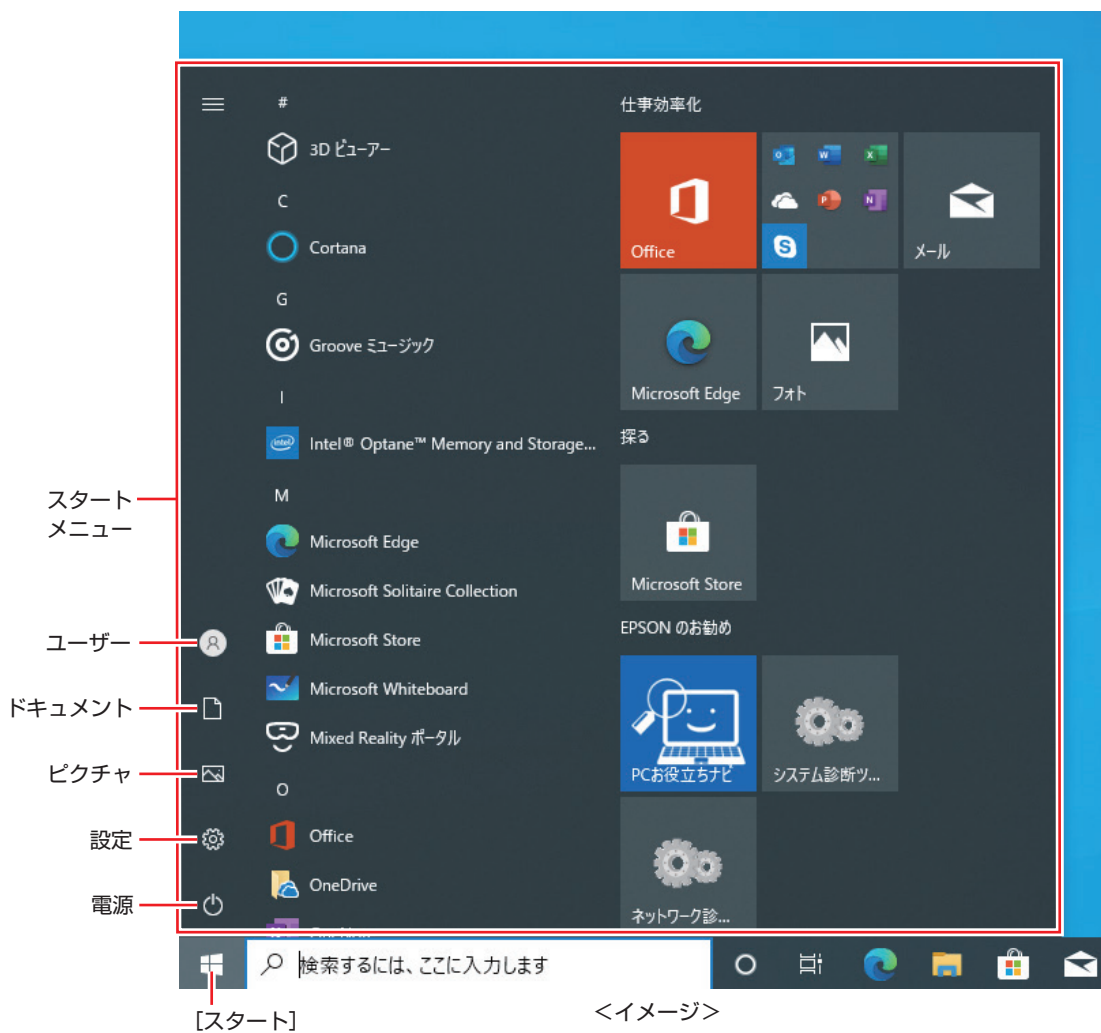 スタート
メニュー
ユーザー
ドキュメント
ピクチャ
設定
電源
#
3D ビューアー
C
Cortana
G
Groove ミュージック
I
intel
Intel® Optane™ Memory and Storage...
M
Microsoft Edge
Microsoft Solitaire Collection
Microsoft Store
Microsoft Whiteboard
Mixed Reality ポータル
O
Office
OneDrive
仕事効率化
Office
メール
Microsoft Edge
フォト
探る
Microsoft Store
EPSON のお勧め
PCお役立ちナビ
システム診断ツ...
ネットワーク診...
検索するには、ここに入力します
[スタート]
＜イメージ＞